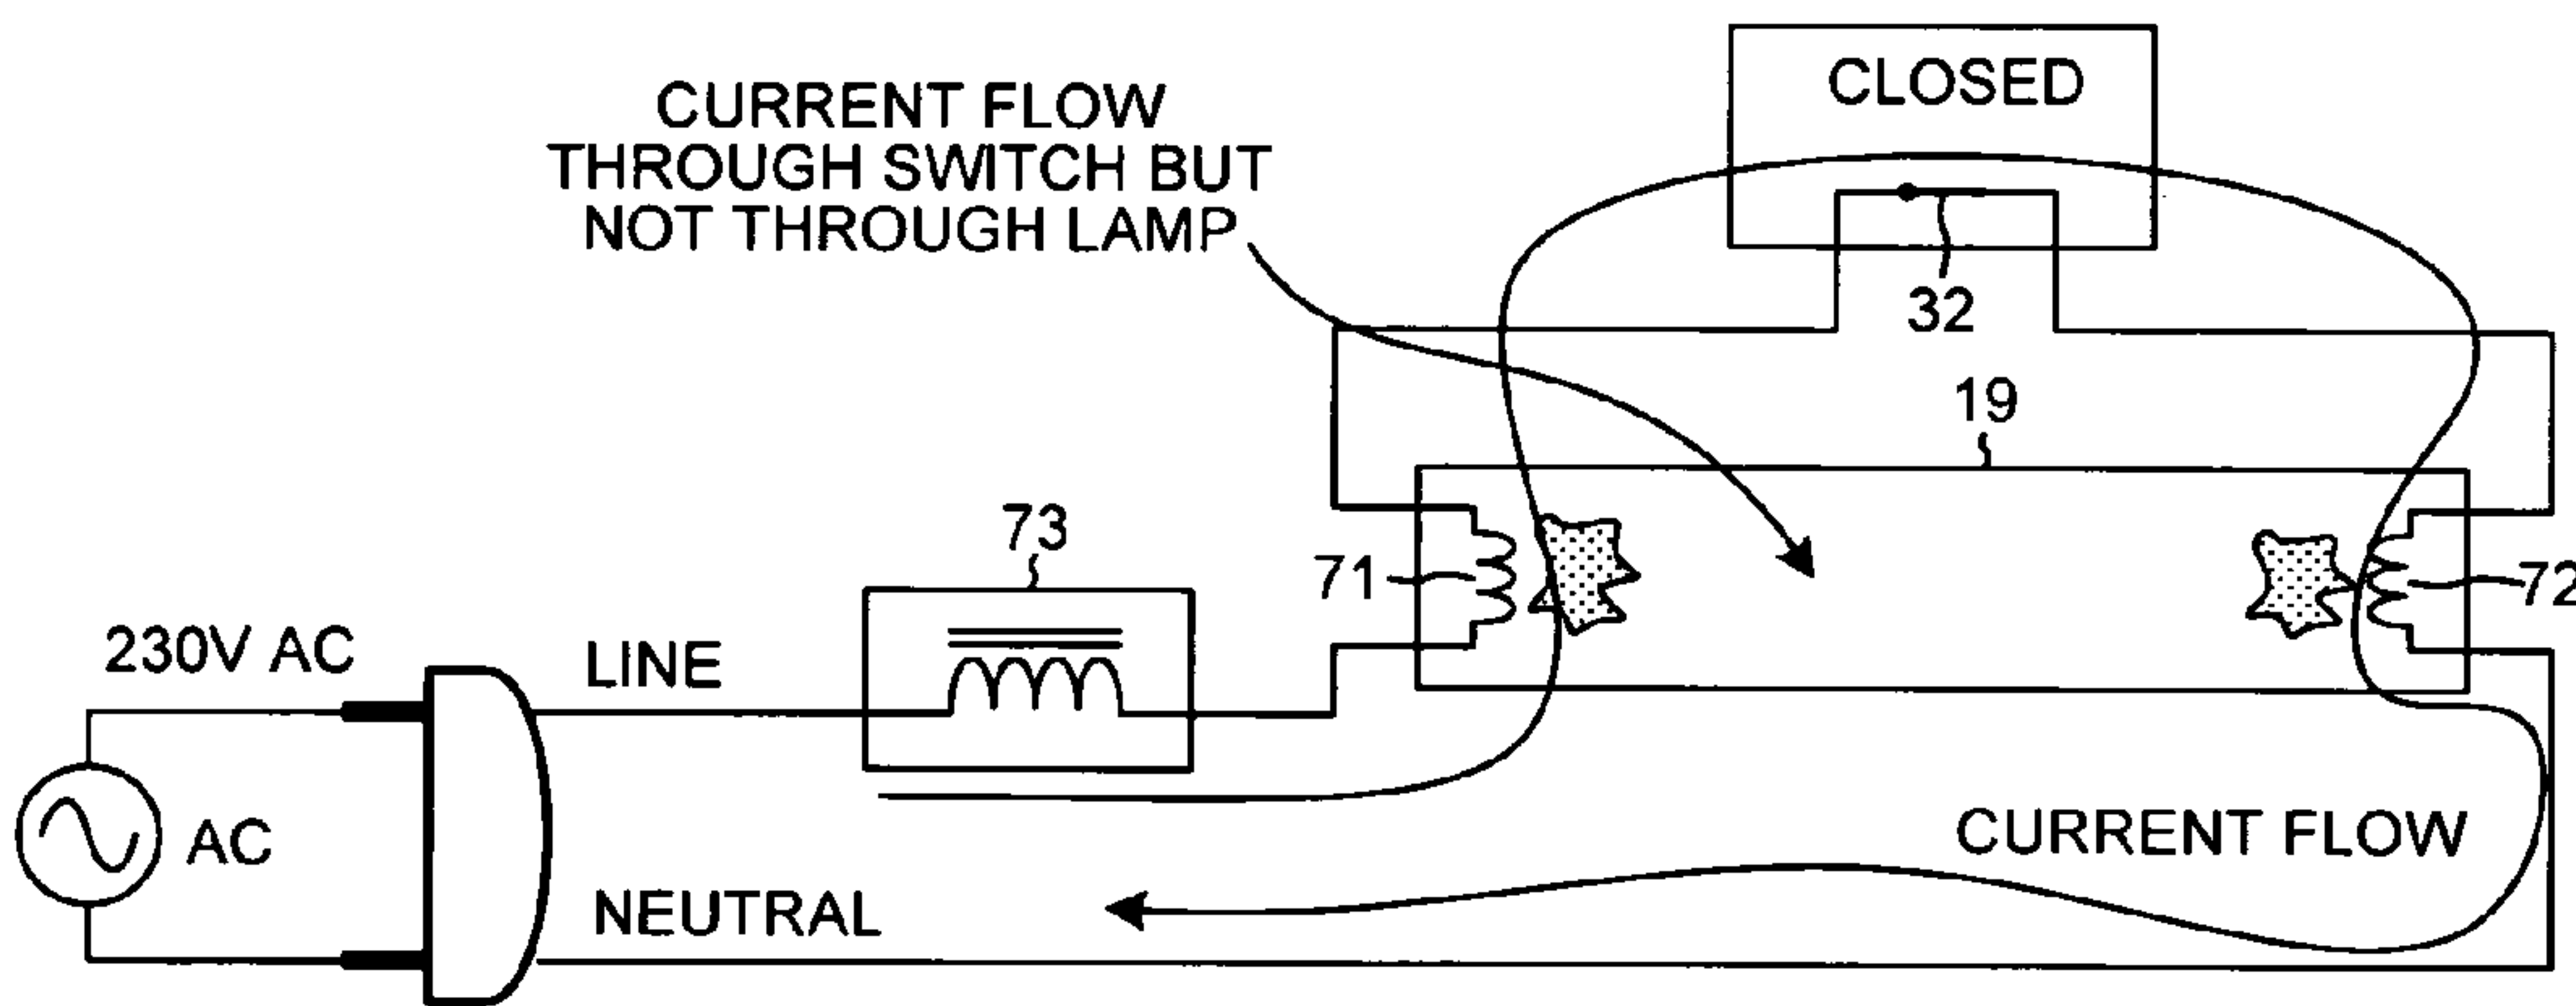 CLOSED
CURRENT FLOW
THROUGH SWITCH BUT
NOT THROUGH LAMP
32
19
73
71
72
230V AC
LINE
AC
CURRENT FLOW
NEUTRAL